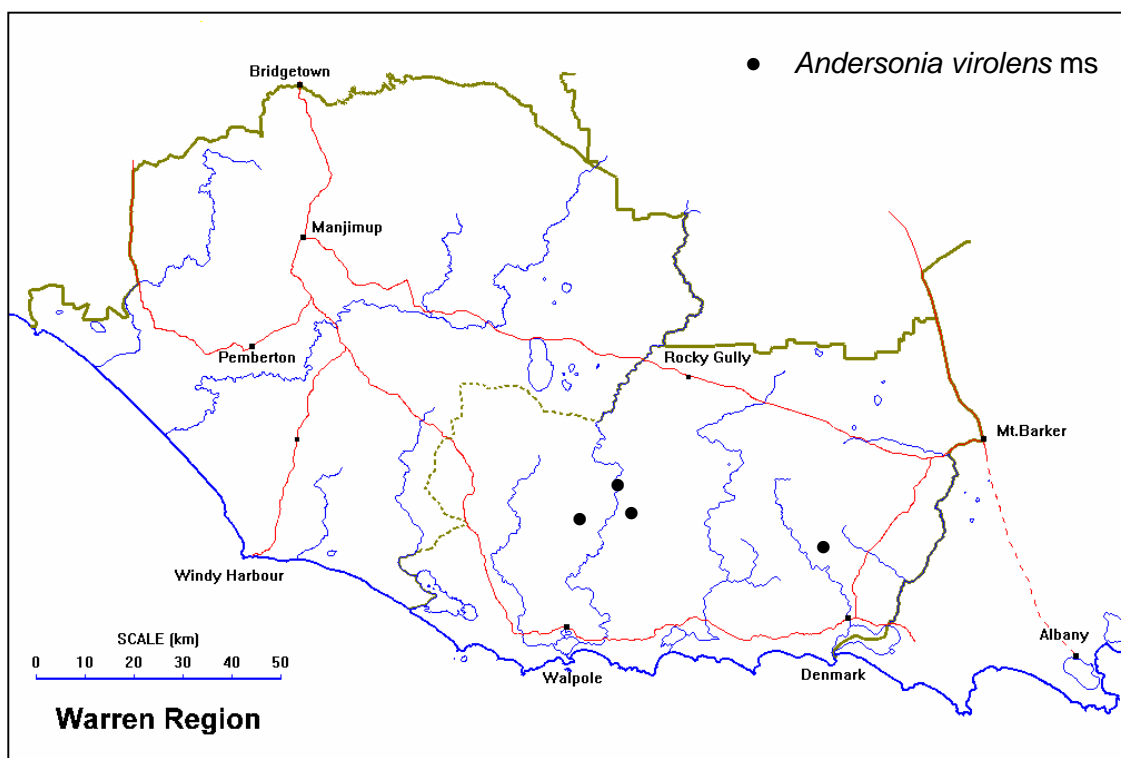 Andersonia virolens ms
Bridgetown
Manjimup
Pemberton
Rocky Gully
Mt.Barker
Windy Harbour
SCALE (km)
0 10 20 30 40 50
Walpole
Denmark
Albany
Warren Region